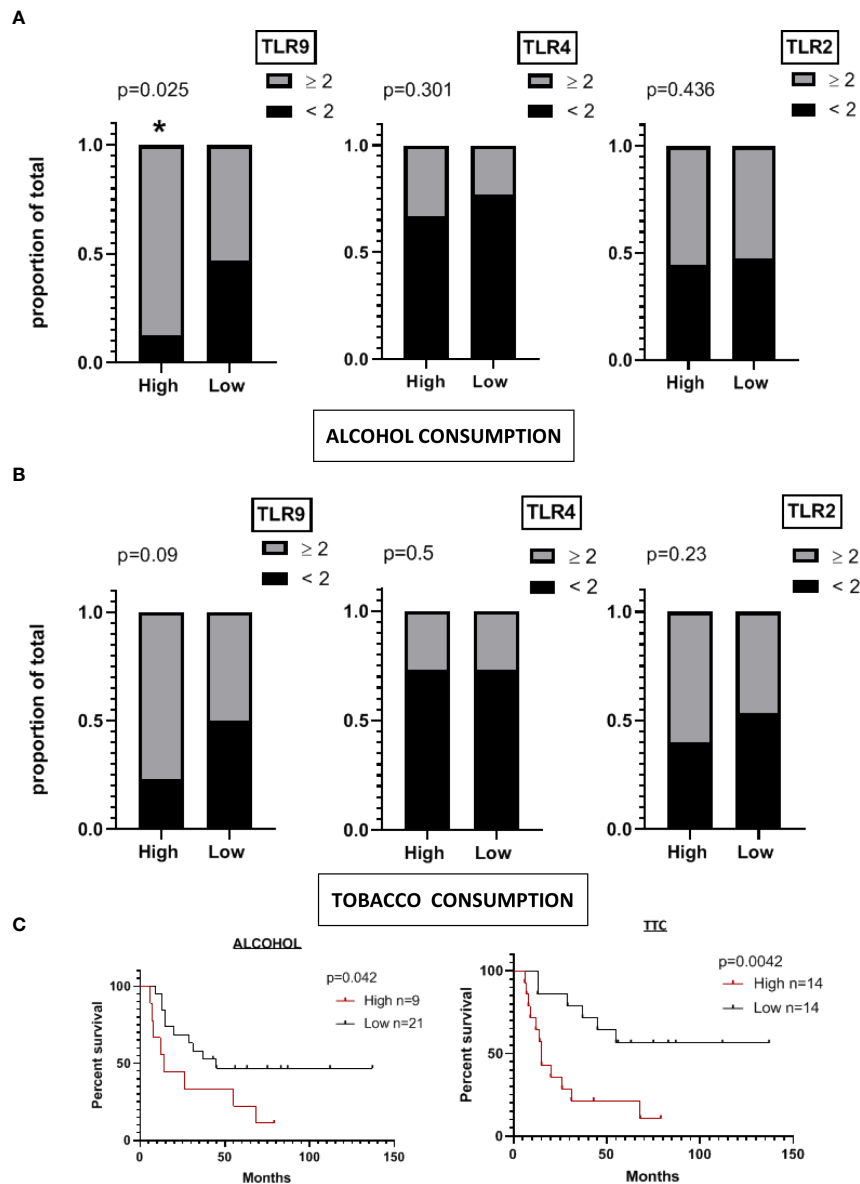 A
TLR9
≥ 2
< 2
p=0.025
TLR4
≥ 2
< 2
p=0.301
TLR2
≥ 2
< 2
p=0.436
*
proportion of total
1.0
0.5
0.0
High Low
1.0
0.5
0.0
High Low
1.0
0.5
0.0
High Low
ALCOHOL CONSUMPTION
B
TLR9
≥ 2
< 2
p=0.09
TLR4
≥ 2
< 2
p=0.5
TLR2
≥ 2
< 2
p=0.23
proportion of total
1.0
0.5
0.0
High Low
1.0
0.5
0.0
High Low
1.0
0.5
0.0
High Low
TOBACCO CONSUMPTION
C
ALCOHOL
p=0.042
High n=9
Low n=21
Percent survival
100
50
0
0 50 100 150
Months
TTC
p=0.0042
High n=14
Low n=14
Percent survival
100
50
0
0 50 100 150
Months